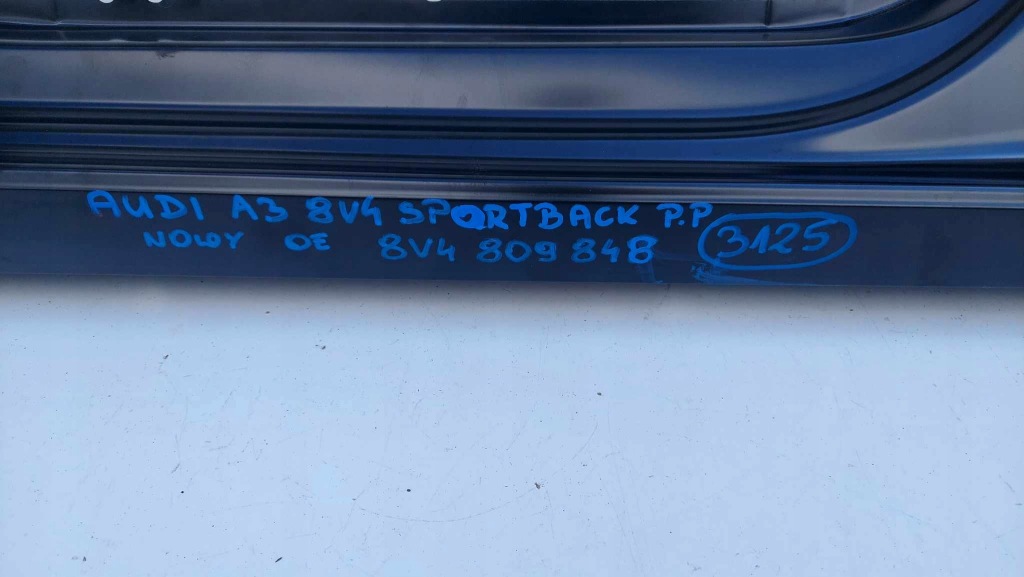 AUDI A3 8V4 SPORTBACK P.P
NOWY OE 8V4 809 848 3125